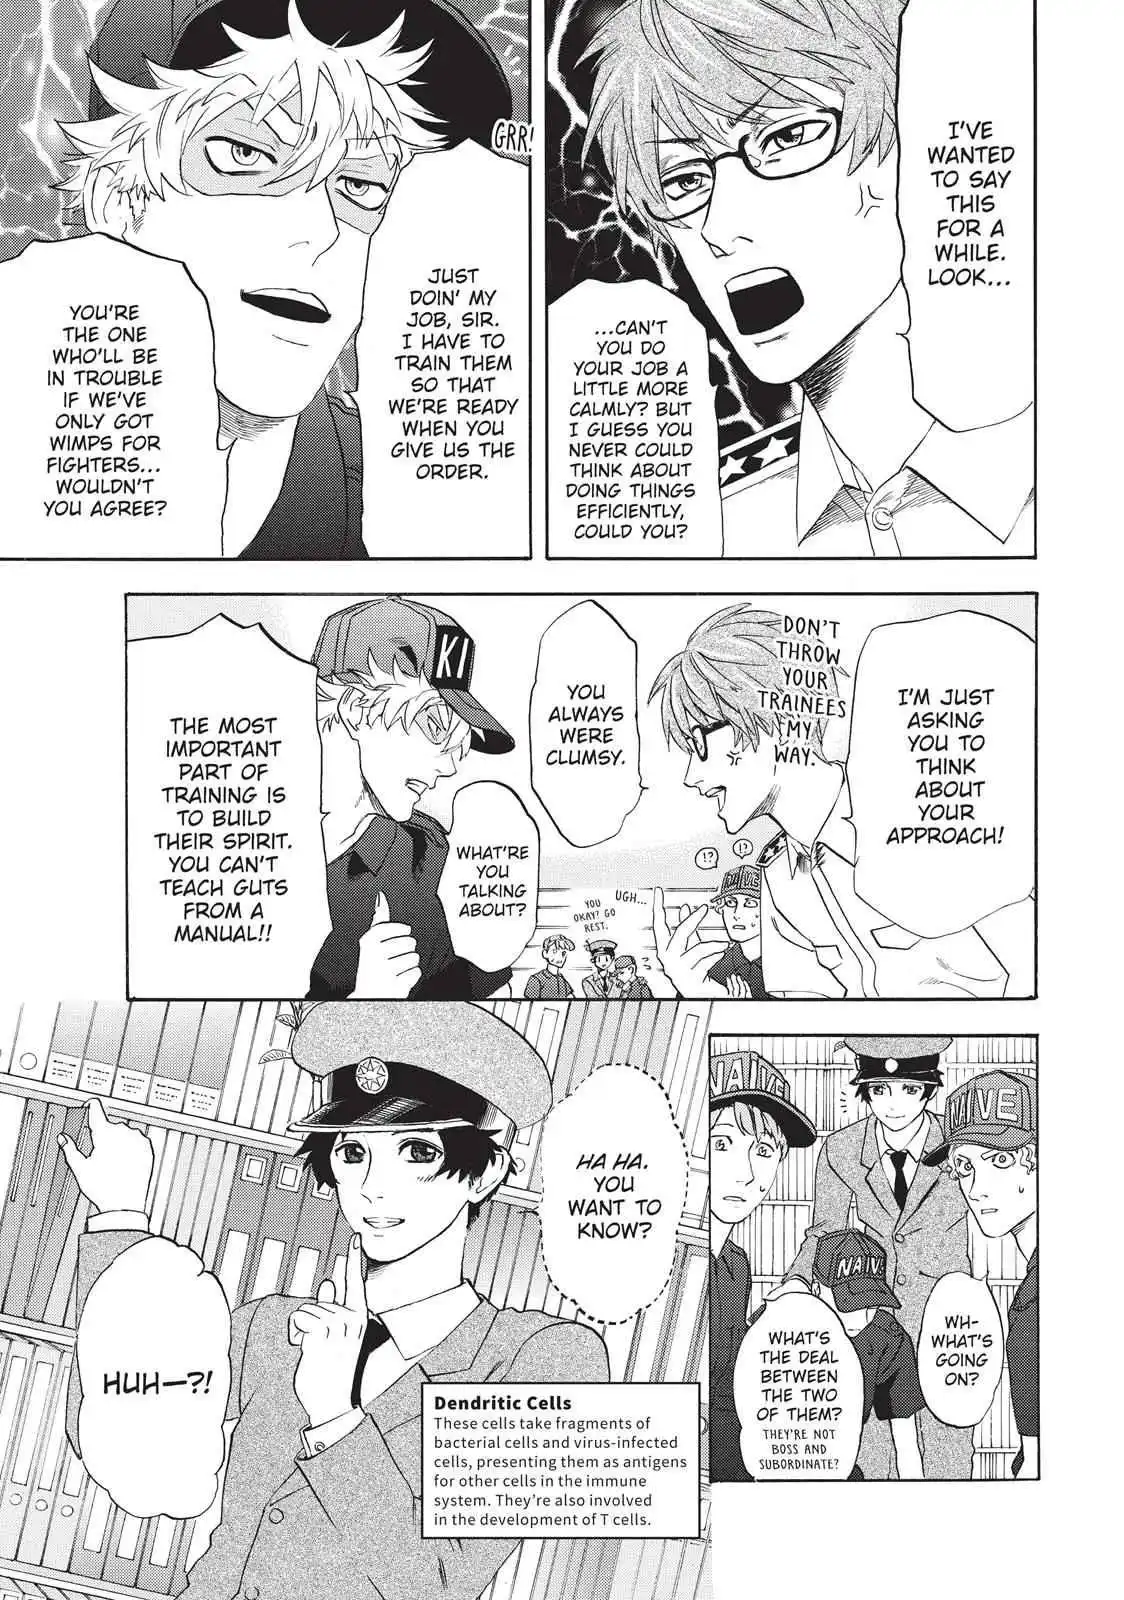 I'VE
WANTED
TO SAY
THIS
FOR A
WHILE.
LOOK...
...CAN'T
YOU DO
YOUR JOB A
LITTLE MORE
CALMLY? BUT
I GUESS YOU
NEVER COULD
THINK ABOUT
DOING THINGS
EFFICIENTLY,
COULD YOU?
GRR!
JUST
DOIN' MY
JOB, SIR.
I HAVE TO
TRAIN THEM
SO THAT
WE'RE READY
WHEN YOU
GIVE US THE
ORDER.
YOU'RE
THE ONE
WHO'LL BE
IN TROUBLE
IF WE'VE
ONLY GOT
WIMPS FOR
FIGHTERS...
WOULDN'T
YOU AGREE?
I'M JUST
ASKING
YOU TO
THINK
ABOUT
YOUR
APPROACH!
DON'T
THROW
YOUR
TRAINEES
MY
WAY.
YOU
ALWAYS
WERE
CLUMSY.
KI
WHAT'RE
YOU
TALKING
ABOUT?
THE MOST
IMPORTANT
PART OF
TRAINING IS
TO BUILD
THEIR SPIRIT.
YOU CAN'T
TEACH GUTS
FROM A
MANUAL!!
!?
!?
NAIVE
UGH...
YOU
OKAY? GO
REST.
NAIVE
NAIVE
NAIVE
WH-
WHAT'S
GOING
ON?
WHAT'S
THE DEAL
BETWEEN
THE TWO
OF THEM?
THEY'RE NOT
BOSS AND
SUBORDINATE?
HA HA.
YOU
WANT TO
KNOW?
HUH—?!
Dendritic Cells
These cells take fragments of
bacterial cells and virus-infected
cells, presenting them as antigens
for other cells in the immune
system. They're also involved
in the development of T cells.